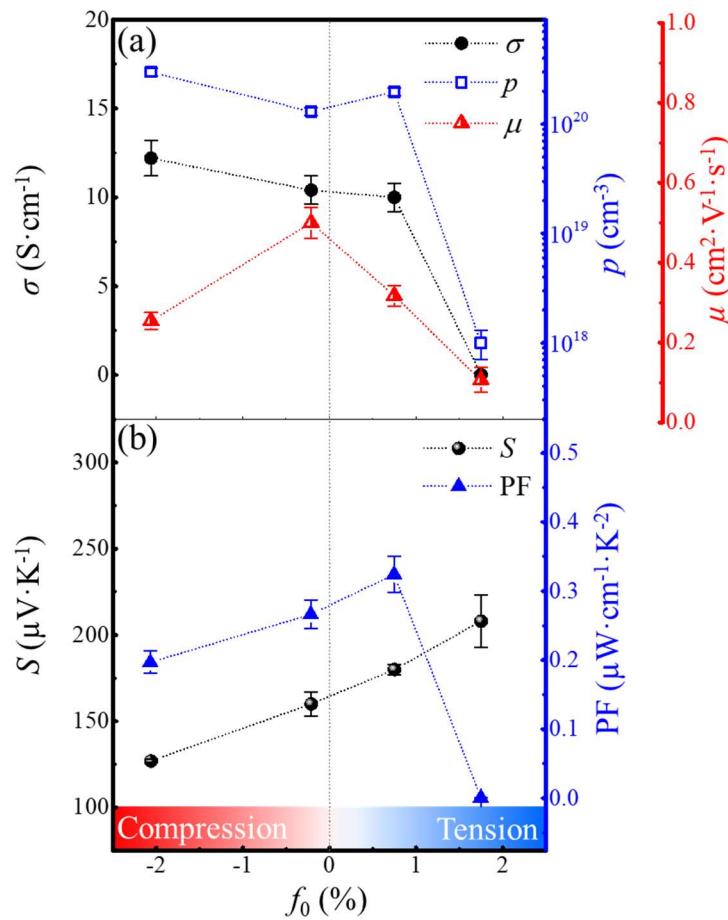 (a)
σ
p
μ
20
15
10
5
0
σ (S·cm⁻¹)
10²⁰
10¹⁹
10¹⁸
p (cm⁻³)
1.0
0.8
0.6
0.4
0.2
0.0
μ (cm²·V⁻¹·s⁻¹)
(b)
S
PF
300
250
200
150
100
S (μV·K⁻¹)
0.5
0.4
0.3
0.2
0.1
0.0
PF (μW·cm⁻¹·K⁻²)
Compression Tension
-2 -1 0 1 2
f₀ (%)